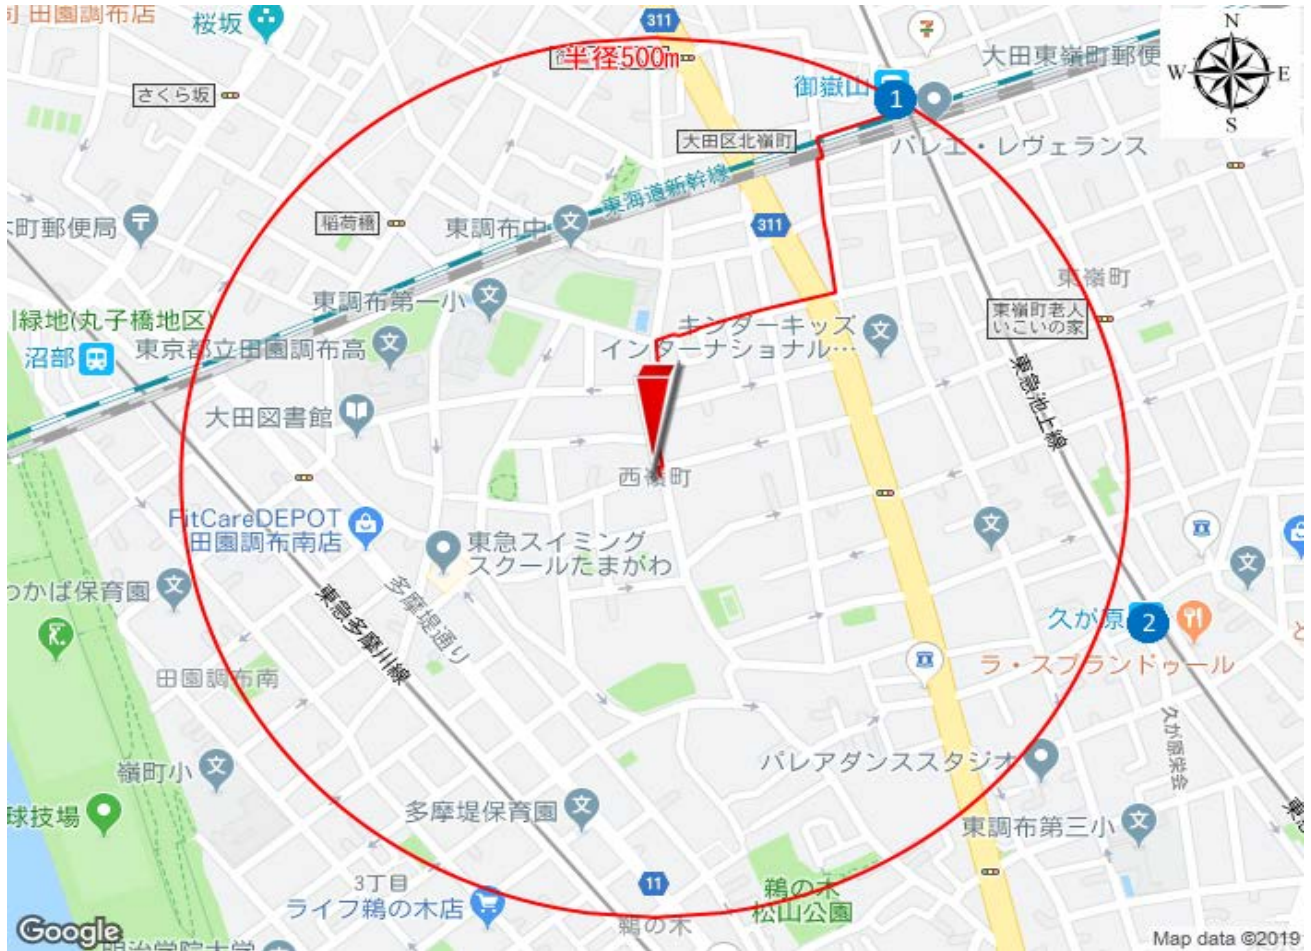 田園調布店
桜坂
311
半径500m
N
W
E
S
大田東嶺町郵便
御嶽山
1
さくら坂
大田区北嶺町
バレエ・レヴェランス
東海道新幹線
稲荷橋
町郵便局
東調布中
311
東嶺町
東調布第一小
東嶺町老人
いこいの家
緑地(丸子橋地区)
キンダーキッズ
インターナショナル…
沼部
東京都立田園調布高
大田図書館
東急池上線
西嶺町
FitCareDEPOT
田園調布南店
東急スイミング
スクールたまがわ
わかば保育園
東急多摩川線
多摩堤通り
久が原
2
ラ・スプランドゥール
田園調布南
久が原栄会
嶺町小
パレアダンススタジオ
球技場
多摩堤保育園
東調布第三小
3丁目
11
ライフ鵜の木店
鵜の木
松山公園
鵜の木
Google
明治学院大学
Map data ©2019